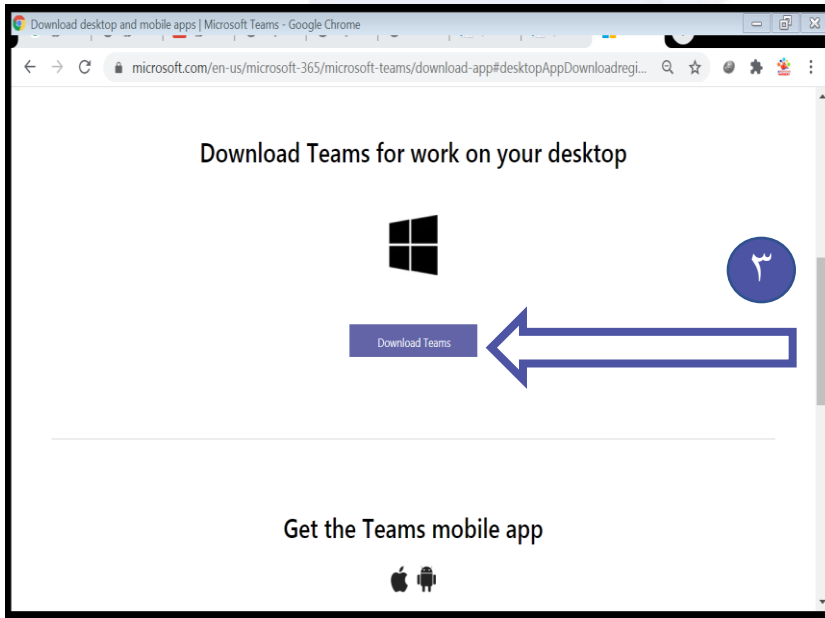 Download desktop and mobile apps | Microsoft Teams - Google Chrome
microsoft.com/en-us/microsoft-365/microsoft-teams/download-app#desktopAppDownloadregi...
Download Teams for work on your desktop
٣
Download Teams
Get the Teams mobile app